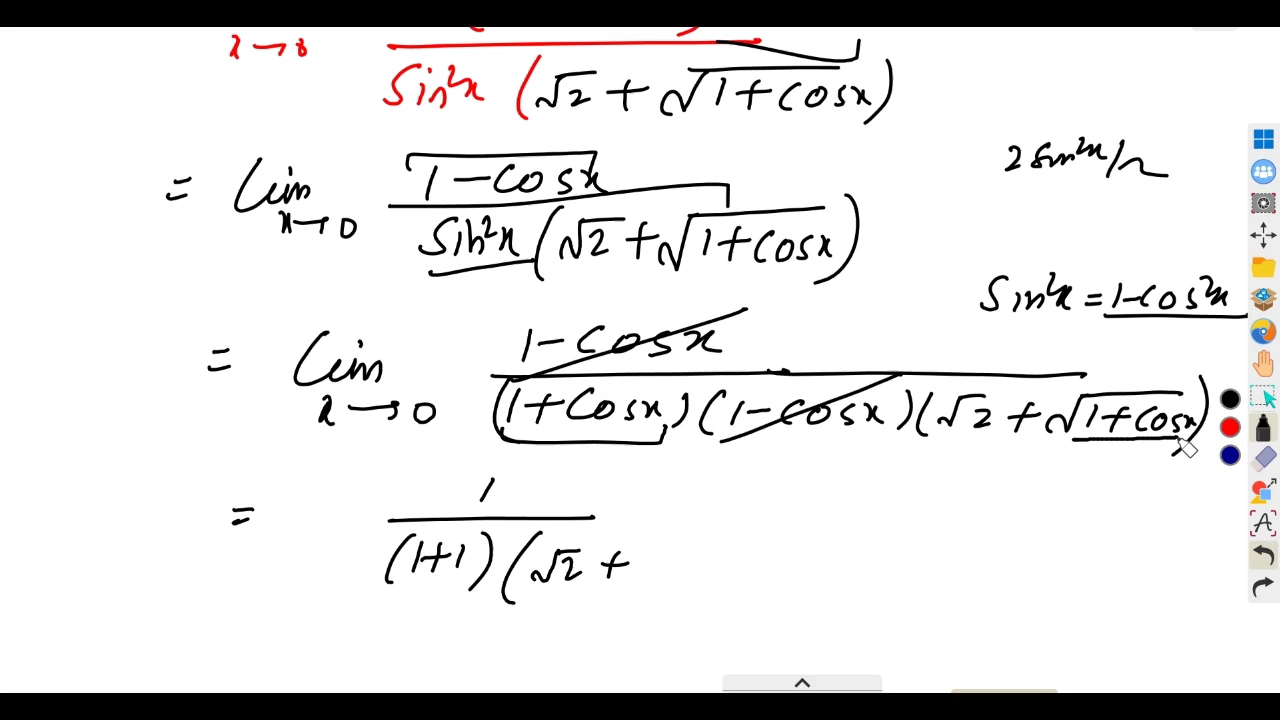 x→0 Sin²x (√2 + √1+Cosx)
2 Sin²x/2
= Lim x→0 1-Cosx / Sin²x (√2 + √1+Cosx)
Sin²x = 1-Cos²x
= Lim x→0 1-Cosx / (1+Cosx) (1-Cosx) (√2 + √1+Cosx)
= 1 / (1+1) (√2 +